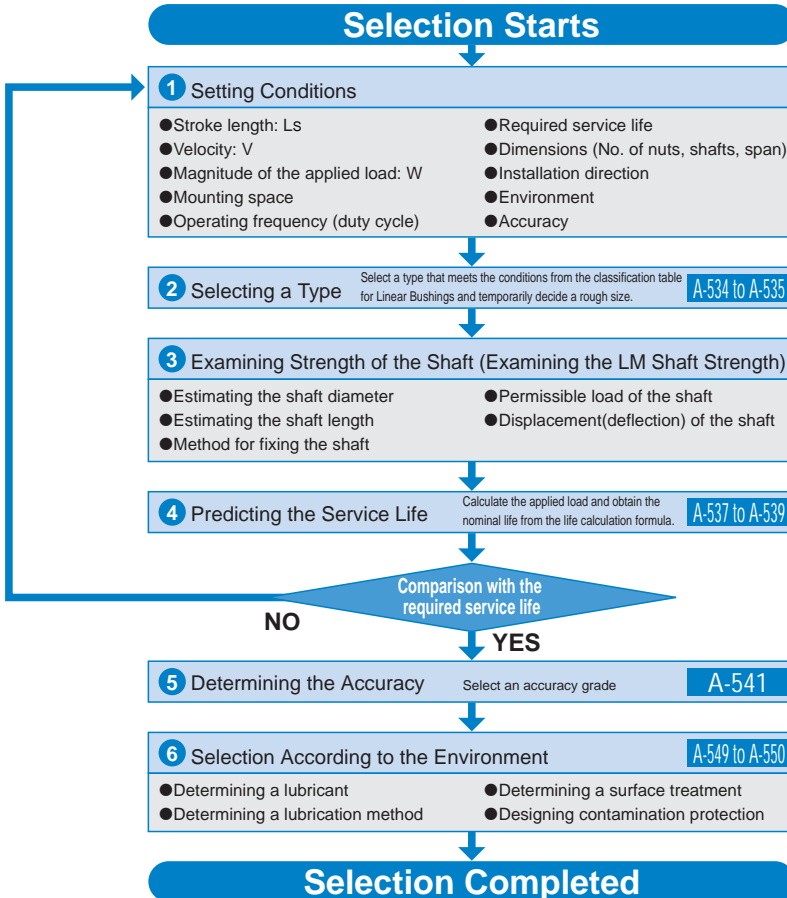 Selection Starts
1 Setting Conditions
●Stroke length: Ls
●Velocity: V
●Magnitude of the applied load: W
●Mounting space
●Operating frequency (duty cycle)
●Required service life
●Dimensions (No. of nuts, shafts, span)
●Installation direction
●Environment
●Accuracy
2 Selecting a Type
Select a type that meets the conditions from the classification table
for Linear Bushings and temporarily decide a rough size.
A-534 to A-535
3 Examining Strength of the Shaft (Examining the LM Shaft Strength)
●Estimating the shaft diameter
●Estimating the shaft length
●Method for fixing the shaft
●Permissible load of the shaft
●Displacement(deflection) of the shaft
4 Predicting the Service Life
Calculate the applied load and obtain the
nominal life from the life calculation formula.
A-537 to A-539
Comparison with the
required service life
NO
YES
5 Determining the Accuracy
Select an accuracy grade
A-541
6 Selection According to the Environment
A-549 to A-550
●Determining a lubricant
●Determining a lubrication method
●Determining a surface treatment
●Designing contamination protection
Selection Completed